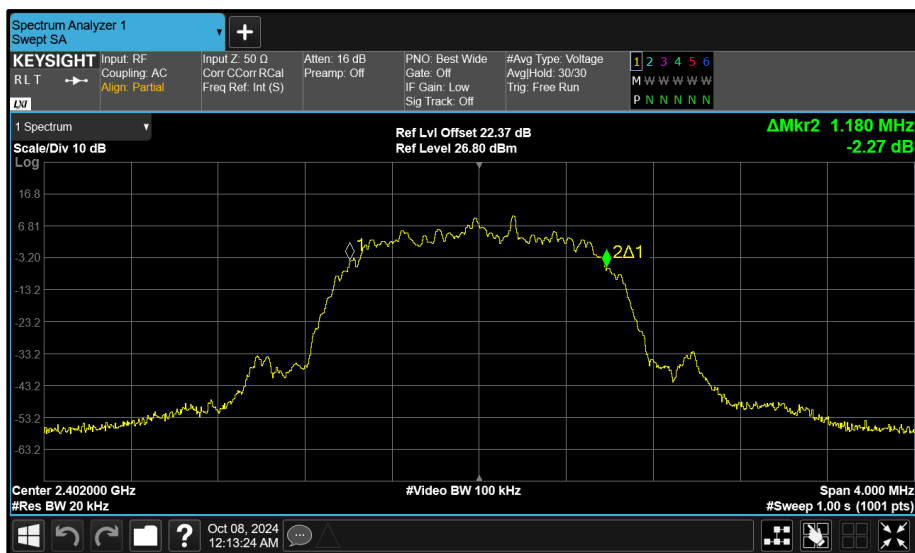 Spectrum Analyzer 1
Swept SA
KEYSIGHT
R L T
LXI
Input: RF
Coupling: AC
Align: Partial
Input Z: 50 Ω
Corr CCorr RCal
Freq Ref: Int (S)
Atten: 16 dB
Preamp: Off
PNO: Best Wide
Gate: Off
IF Gain: Low
Sig Track: Off
#Avg Type: Voltage
Avg|Hold: 30/30
Trig: Free Run
1 2 3 4 5 6
M W W W W W
P N N N N N
1 Spectrum
Scale/Div 10 dB
Log
Ref Lvl Offset 22.37 dB
Ref Level 26.80 dBm
ΔMkr2 1.180 MHz
-2.27 dB
16.8
6.81
-3.20
-13.2
-23.2
-33.2
-43.2
-53.2
-63.2
1
2Δ1
Center 2.402000 GHz
#Res BW 20 kHz
#Video BW 100 kHz
Span 4.000 MHz
#Sweep 1.00 s (1001 pts)
?
Oct 08, 2024
12:13:24 AM